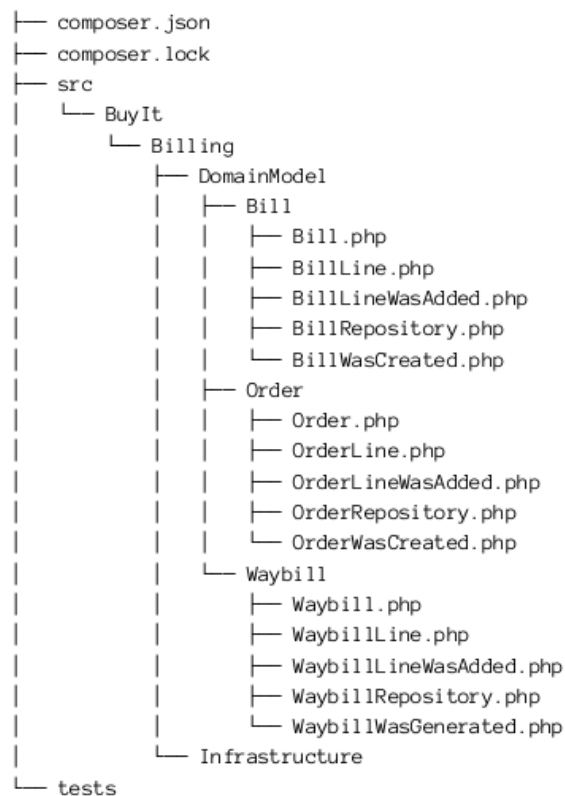 ├── composer.json
├── composer.lock
├── src
│   └── BuyIt
│       └── Billing
│           ├── DomainModel
│           │   ├── Bill
│           │   │   ├── Bill.php
│           │   │   ├── BillLine.php
│           │   │   ├── BillLineWasAdded.php
│           │   │   ├── BillRepository.php
│           │   │   └── BillWasCreated.php
│           │   ├── Order
│           │   │   ├── Order.php
│           │   │   ├── OrderLine.php
│           │   │   ├── OrderLineWasAdded.php
│           │   │   ├── OrderRepository.php
│           │   │   └── OrderWasCreated.php
│           │   └── Waybill
│           │       ├── Waybill.php
│           │       ├── WaybillLine.php
│           │       ├── WaybillLineWasAdded.php
│           │       ├── WaybillRepository.php
│           │       └── WaybillWasGenerated.php
│           └── Infrastructure
└── tests